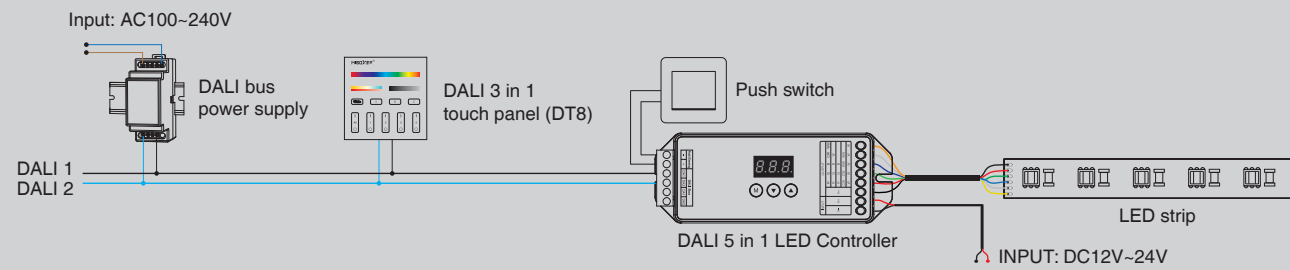 Input: AC100~240V
DALI bus
power supply
DALI 3 in 1
touch panel (DT8)
Push switch
DALI 1
DALI 2
8.8.8.
M
DALI 5 in 1 LED Controller
LED strip
INPUT: DC12V~24V